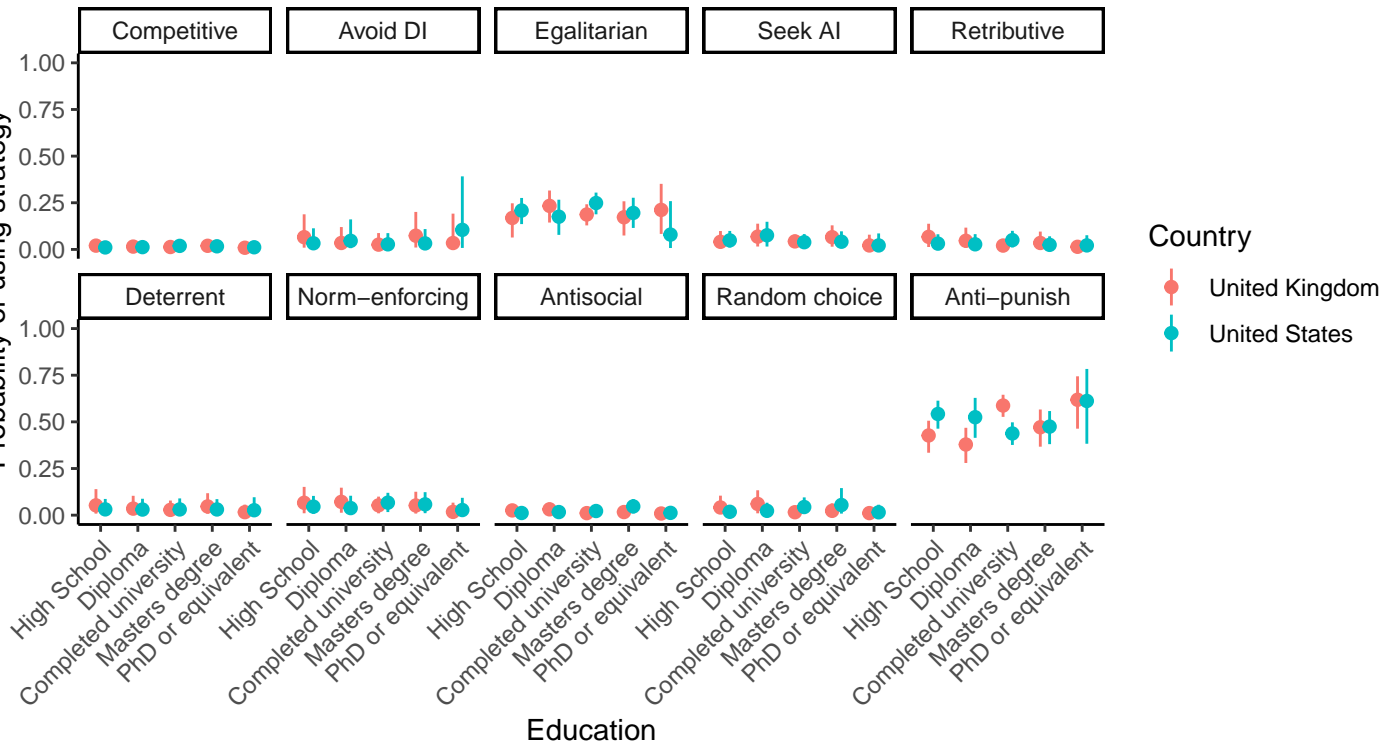 Competitive Avoid DI Egalitarian Seek AI Retributive
1.00
0.75
0.50
0.25
0.00
Deterrent Norm−enforcing Antisocial Random choice Anti−punish
1.00
0.75
0.50
0.25
0.00
Probability of using strategy
High School Diploma Completed university Masters degree PhD or equivalent
High School Diploma Completed university Masters degree PhD or equivalent
High School Diploma Completed university Masters degree PhD or equivalent
High School Diploma Completed university Masters degree PhD or equivalent
High School Diploma Completed university Masters degree PhD or equivalent
Education
Country
United Kingdom
United States